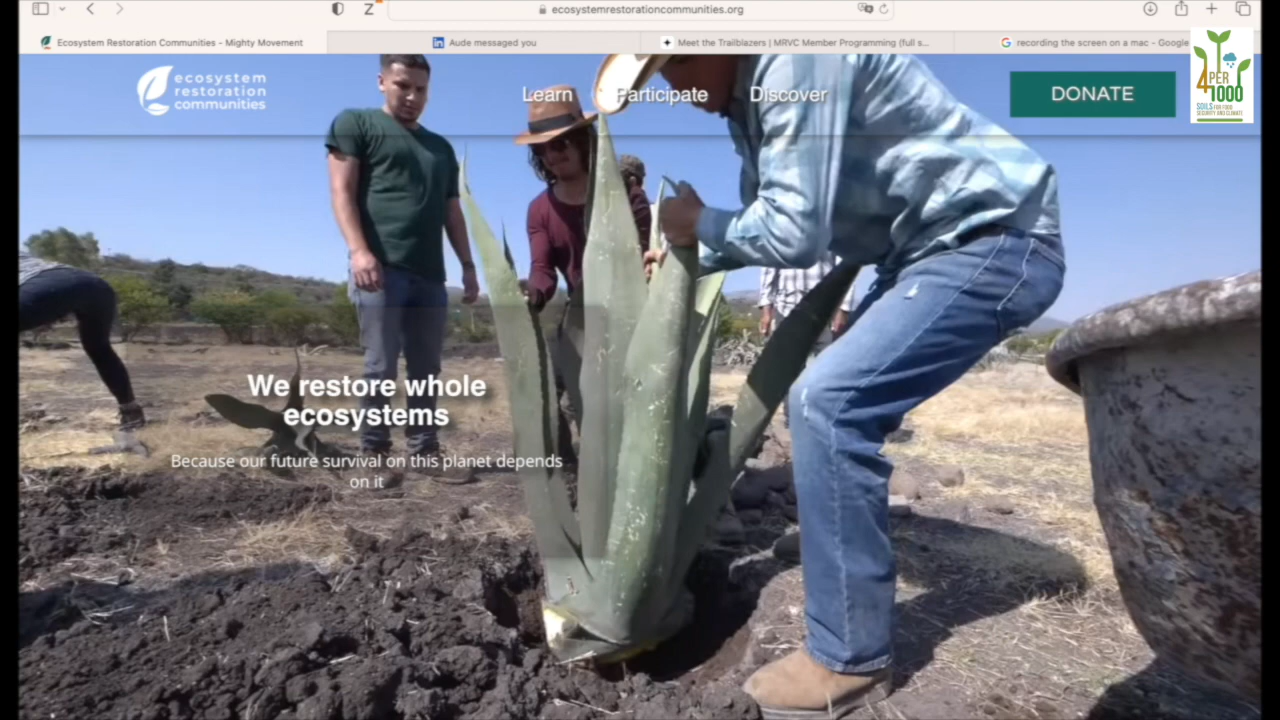 ecosystemrestorationcommunities.org
Ecosystem Restoration Communities - Mighty Movement
Aude messaged you
Meet the Trailblazers | MRVC Member Programming (full s...
recording the screen on a mac - Google
ecosystem
restoration
communities
Learn
Participate
Discover
DONATE
4 PER
1000
SOILS FOR FOOD
SECURITY AND CLIMATE
We restore whole
ecosystems
Because our future survival on this planet depends
on it